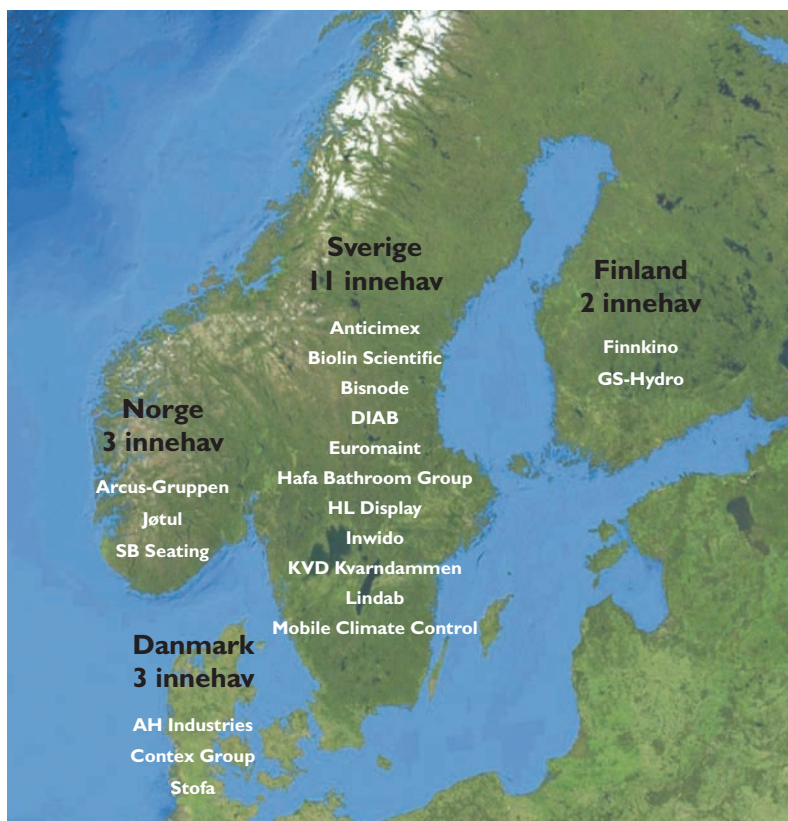 Sverige
11 innehav
Anticimex
Biolin Scientific
Bisnode
DIAB
Euromaint
Hafa Bathroom Group
HL Display
Inwido
KVD Kvarndammen
Lindab
Mobile Climate Control
Finland
2 innehav
Finnkino
GS-Hydro
Norge
3 innehav
Arcus-Gruppen
Jøtul
SB Seating
Danmark
3 innehav
AH Industries
Contex Group
Stofa